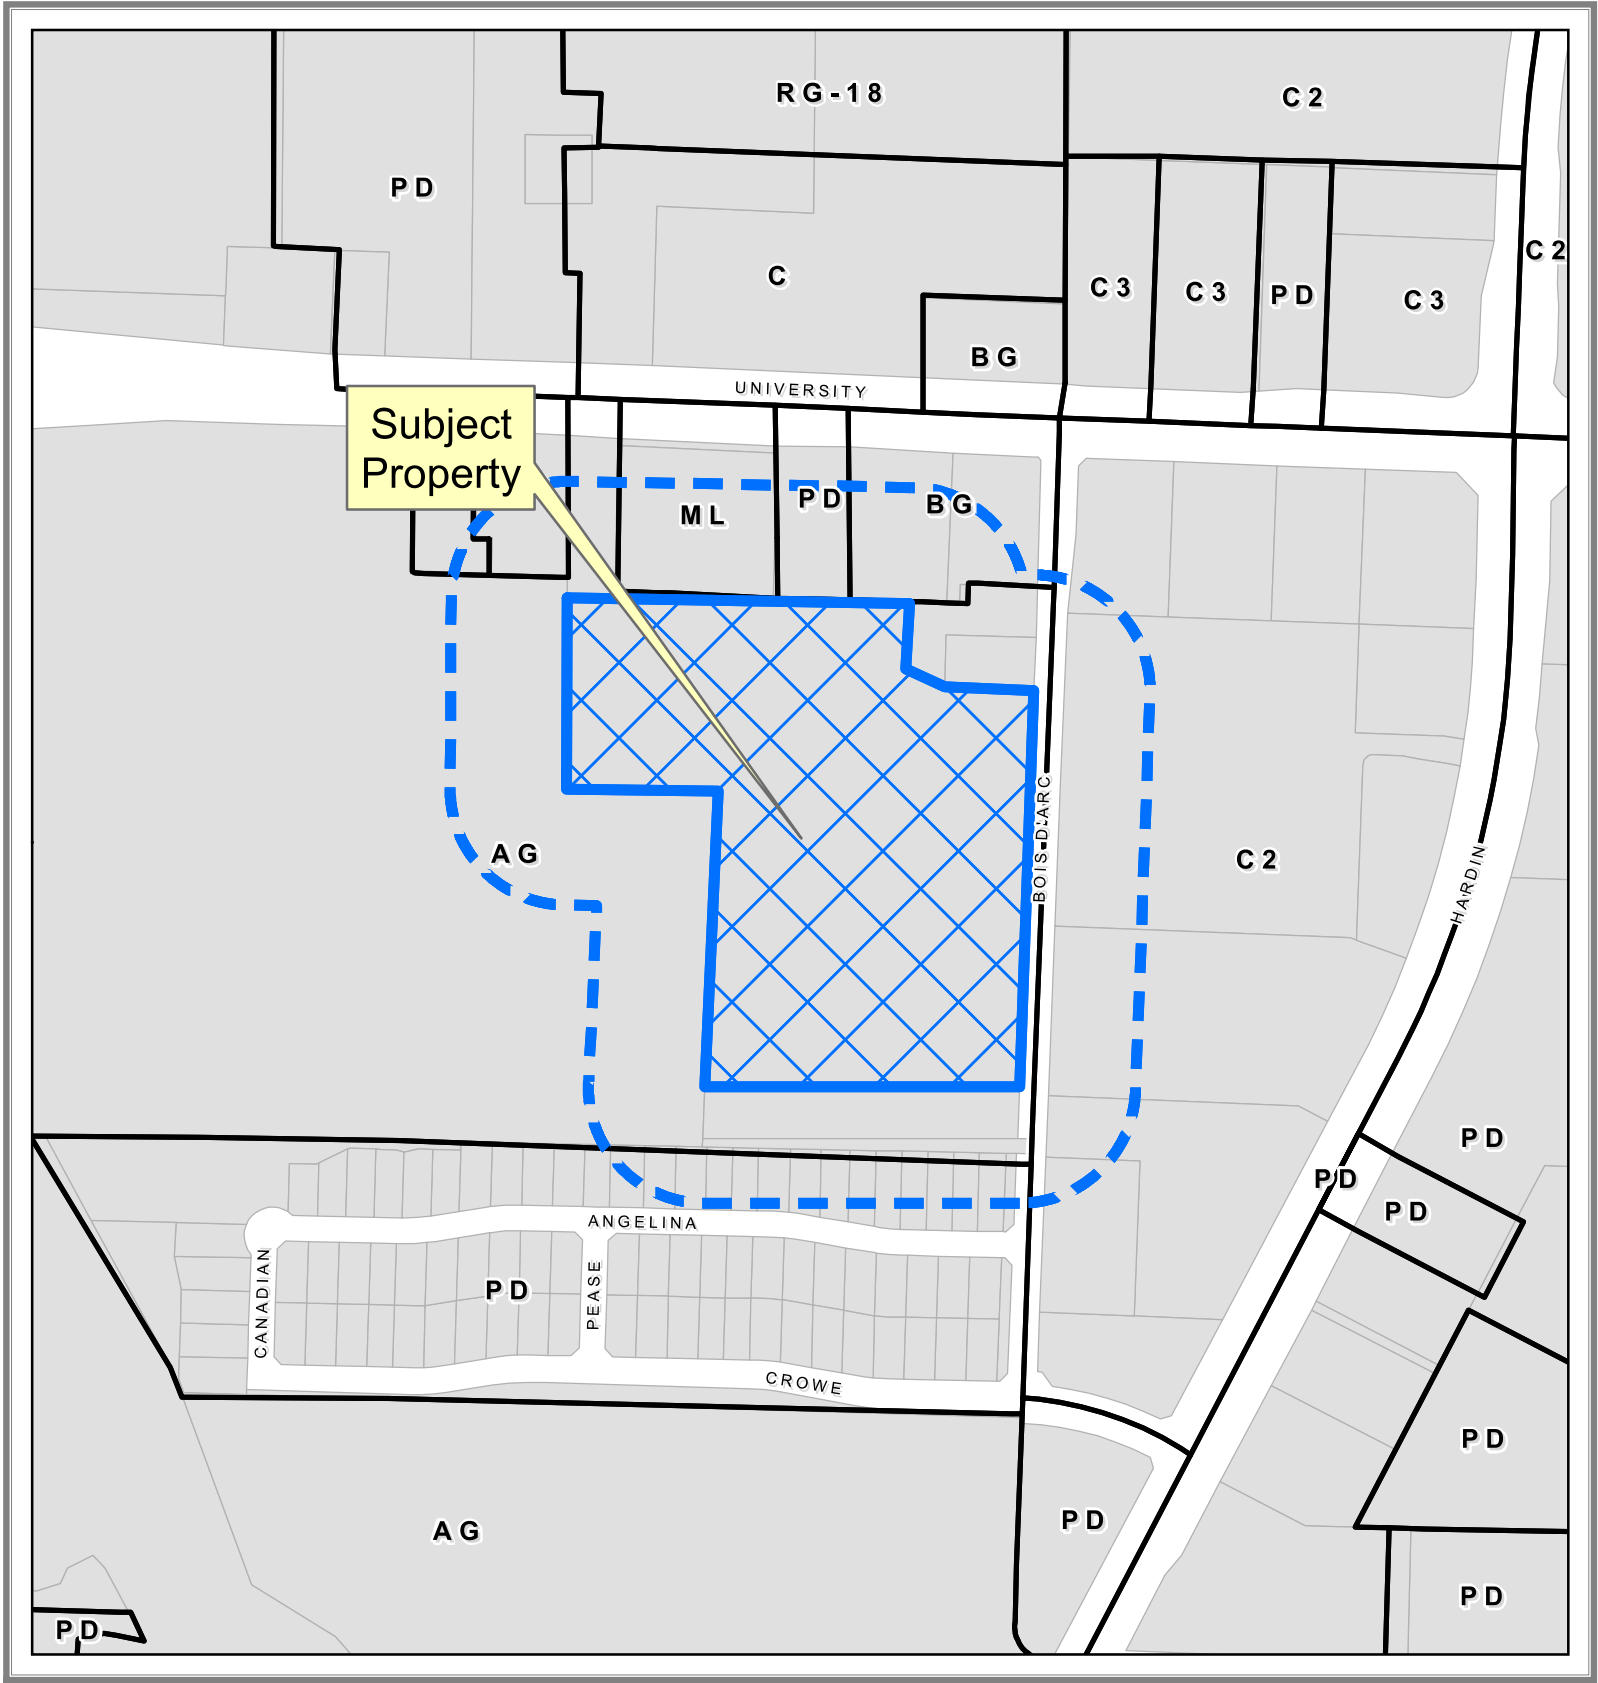 RG-18
C2
PD
C2
C
C3
C3
PD
C3
BG
UNIVERSITY
Subject
Property
ML
PD
BG
BOIS D ARC
AG
C2
HARDIN
PD
PD
PD
ANGELINA
CANADIAN
PD
PEASE
CROWE
PD
PD
AG
PD
PD